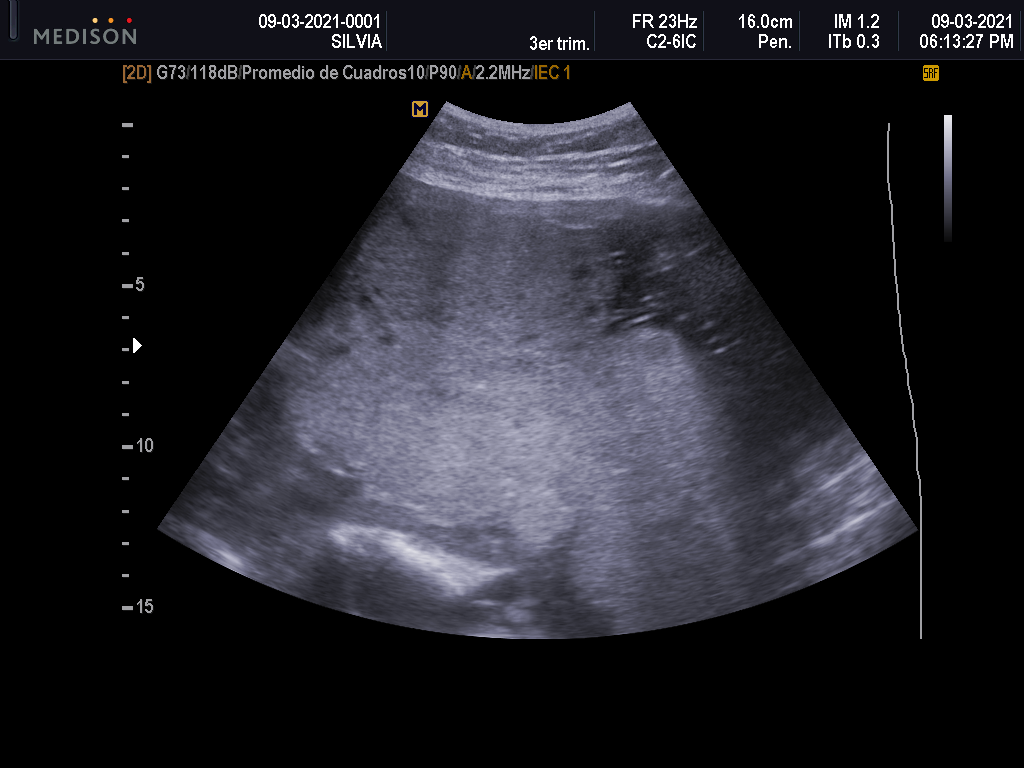 MEDISON
09-03-2021-0001
SILVIA
3er trim.
FR 23Hz
C2-6IC
16.0cm
Pen.
IM 1.2
ITb 0.3
09-03-2021
06:13:27 PM
[2D] G73/118dB/Promedio de Cuadros10/P90/A/2.2MHz/IEC 1
SRF
M
5
10
15